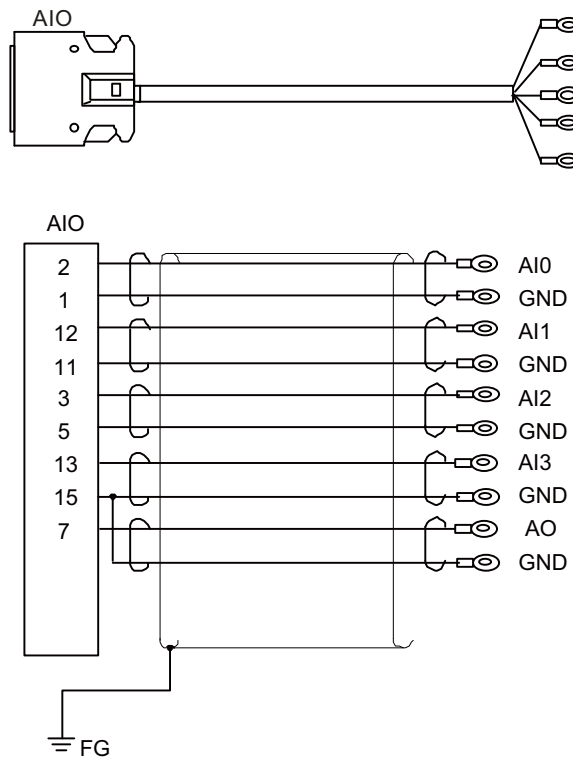 AIO
AIO
2 AI0
1 GND
12 AI1
11 GND
3 AI2
5 GND
13 AI3
15 GND
7 AO
GND
FG